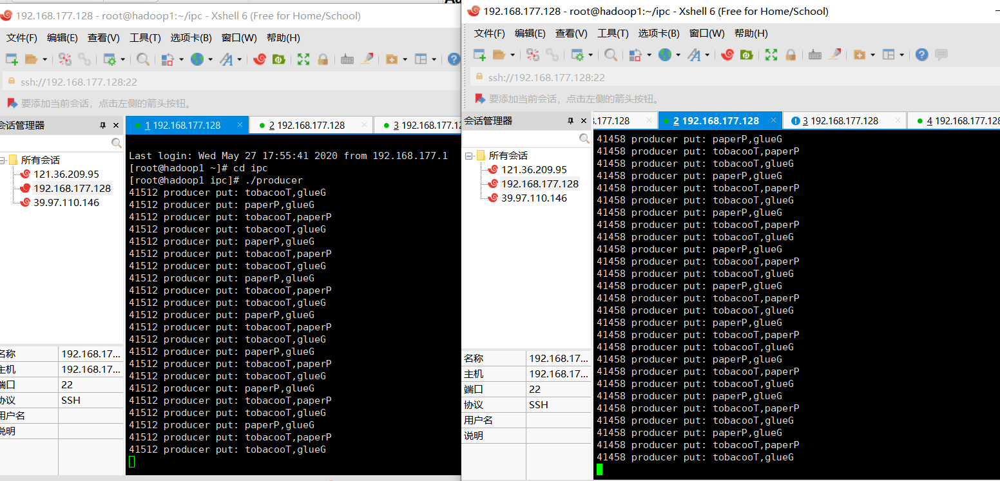 192.168.177.128 - root@hadoop1:~/ipc - Xshell 6 (Free for Home/School)
文件(F) 编辑(E) 查看(V) 工具(T) 选项卡(B) 窗口(W) 帮助(H)
ssh://192.168.177.128:22
要添加当前会话，点击左侧的箭头按钮。
会话管理器
1 192.168.177.128
2 192.168.177.128
3 192.168.177.12
所有会话
121.36.209.95
192.168.177.128
39.97.110.146
名称 192.168.17...
主机 192.168.17...
端口 22
协议 SSH
用户名
说明
Last login: Wed May 27 17:55:41 2020 from 192.168.177.1
[root@hadoop1 ~]# cd ipc
[root@hadoop1 ipc]# ./producer
41512 producer put: tobacooT,glueG
41512 producer put: paperP,glueG
41512 producer put: tobacooT,paperP
41512 producer put: tobacooT,glueG
41512 producer put: paperP,glueG
41512 producer put: tobacooT,paperP
41512 producer put: tobacooT,glueG
41512 producer put: paperP,glueG
41512 producer put: tobacooT,paperP
41512 producer put: tobacooT,glueG
41512 producer put: paperP,glueG
41512 producer put: tobacooT,paperP
41512 producer put: tobacooT,glueG
41512 producer put: paperP,glueG
41512 producer put: tobacooT,paperP
41512 producer put: tobacooT,glueG
41512 producer put: paperP,glueG
41512 producer put: tobacooT,paperP
41512 producer put: tobacooT,glueG
41512 producer put: paperP,glueG
41512 producer put: tobacooT,paperP
41512 producer put: tobacooT,glueG
192.168.177.128 - root@hadoop1:~/ipc - Xshell 6 (Free for Home/School)
文件(F) 编辑(E) 查看(V) 工具(T) 选项卡(B) 窗口(W) 帮助(H)
ssh://192.168.177.128:22
要添加当前会话，点击左侧的箭头按钮。
会话管理器
.177.128
2 192.168.177.128
3 192.168.177.128
4 192.168.177.128
所有会话
121.36.209.95
192.168.177.128
39.97.110.146
名称 192.168.17...
主机 192.168.17...
端口 22
协议 SSH
用户名
说明
41458 producer put: paperP,glueG
41458 producer put: tobacooT,paperP
41458 producer put: tobacooT,glueG
41458 producer put: paperP,glueG
41458 producer put: tobacooT,paperP
41458 producer put: tobacooT,glueG
41458 producer put: paperP,glueG
41458 producer put: tobacooT,paperP
41458 producer put: tobacooT,glueG
41458 producer put: paperP,glueG
41458 producer put: tobacooT,paperP
41458 producer put: tobacooT,glueG
41458 producer put: paperP,glueG
41458 producer put: tobacooT,paperP
41458 producer put: tobacooT,glueG
41458 producer put: paperP,glueG
41458 producer put: tobacooT,paperP
41458 producer put: tobacooT,glueG
41458 producer put: paperP,glueG
41458 producer put: tobacooT,paperP
41458 producer put: tobacooT,glueG
41458 producer put: paperP,glueG
41458 producer put: tobacooT,paperP
41458 producer put: tobacooT,glueG
41458 producer put: paperP,glueG
41458 producer put: tobacooT,paperP
41458 producer put: tobacooT,glueG